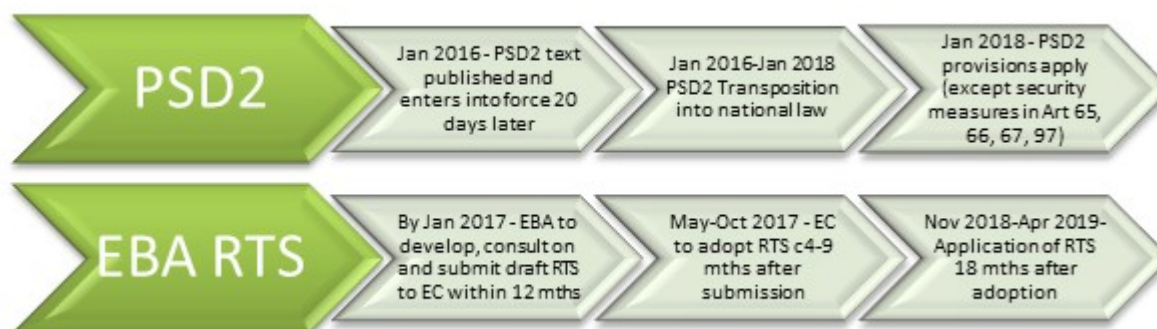 PSD2
Jan 2016 - PSD2 text
published and
enters into force 20
days later
Jan 2016-Jan 2018
PSD2 Transposition
into national law
Jan 2018 - PSD2
provisions apply
(except security
measures in Art 65,
66, 67, 97)
EBA RTS
By Jan 2017 - EBA to
develop, consult on
and submit draft RTS
to EC within 12 mths
May-Oct 2017 - EC
to adopt RTS c4-9
mths after
submission
Nov 2018-Apr 2019-
Application of RTS
18 mths after
adoption